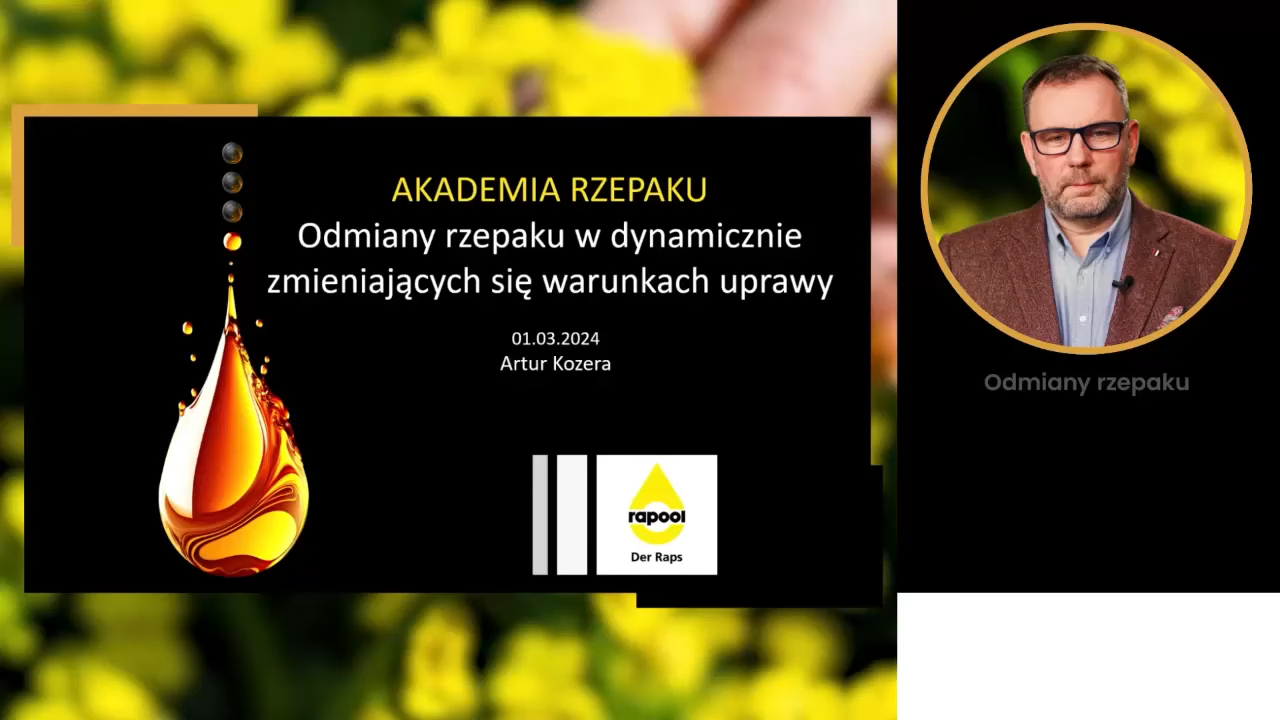 AKADEMIA RZEPAKU
Odmiany rzepaku w dynamicznie
zmieniających się warunkach uprawy
01.03.2024
Artur Kozera
rapool
Der Raps
Odmiany rzepaku